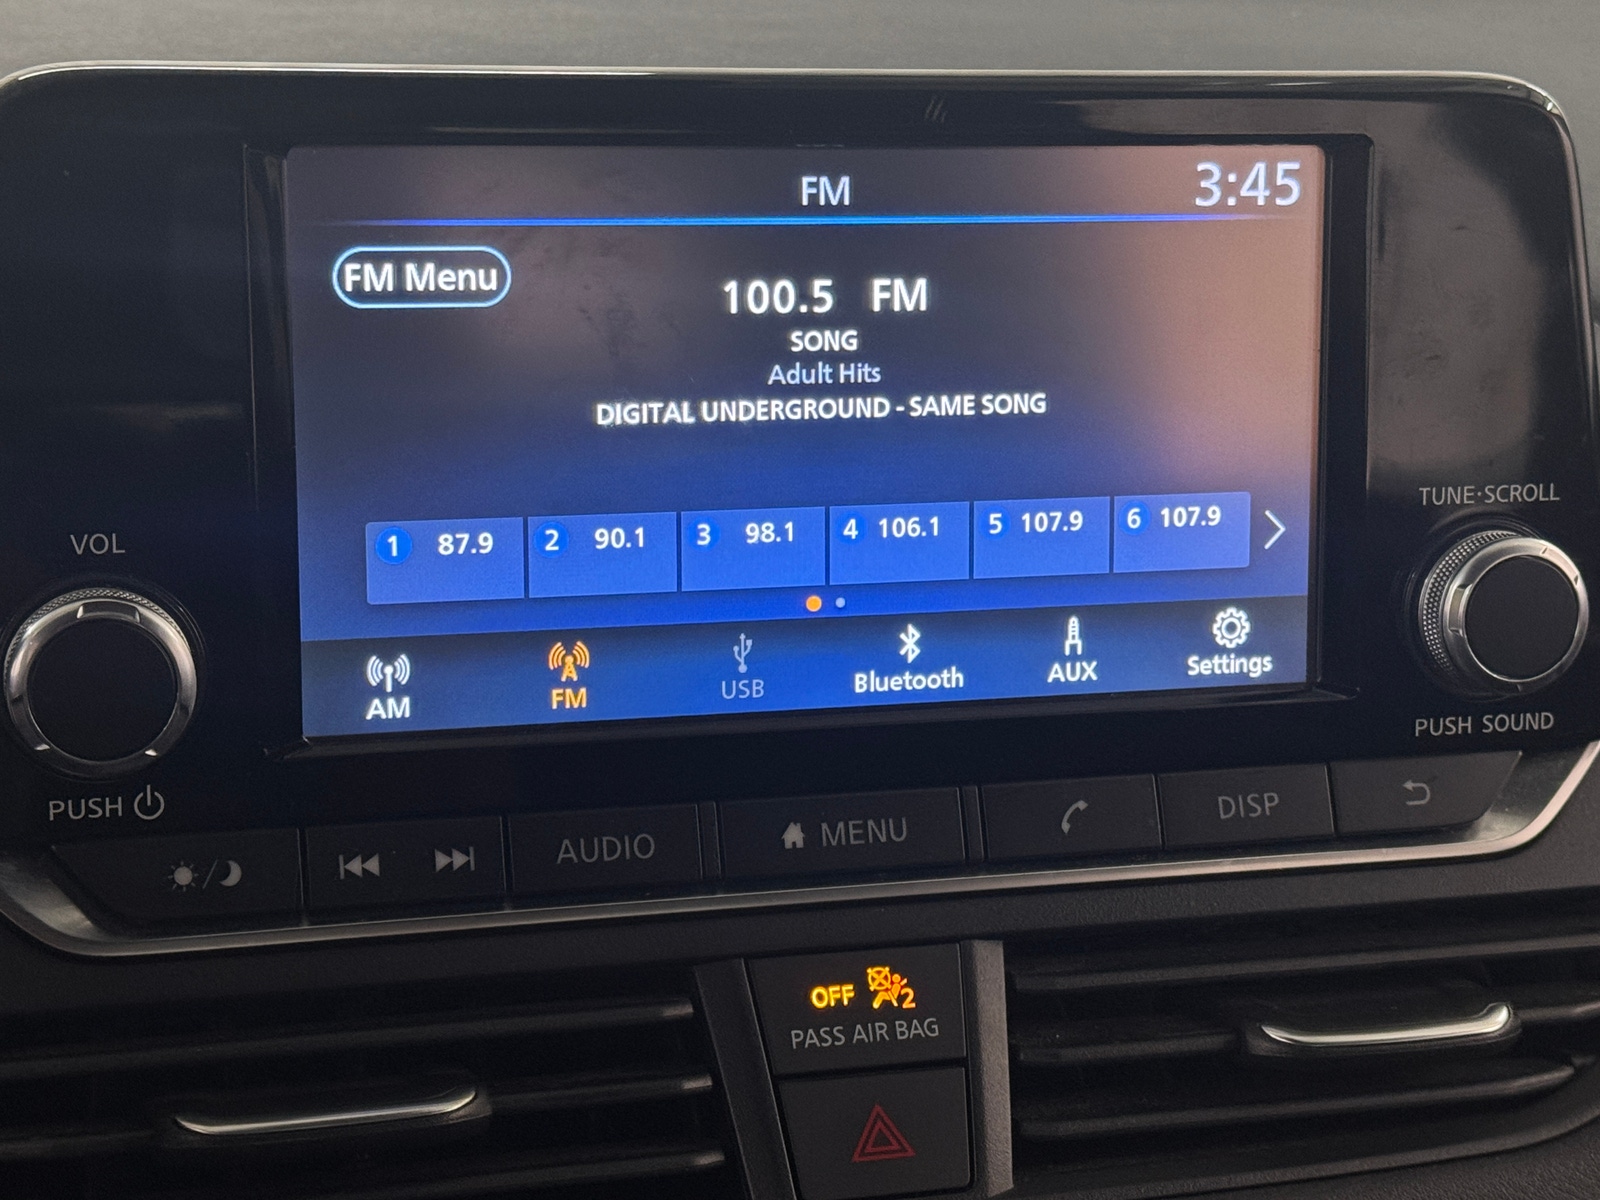 FM
3:45
FM Menu
100.5 FM
SONG
Adult Hits
DIGITAL UNDERGROUND - SAME SONG
1 87.9
2 90.1
3 98.1
4 106.1
5 107.9
6 107.9
AM
FM
USB
Bluetooth
AUX
Settings
VOL
PUSH
TUNE·SCROLL
PUSH SOUND
AUDIO
MENU
DISP
OFF 2
PASS AIR BAG